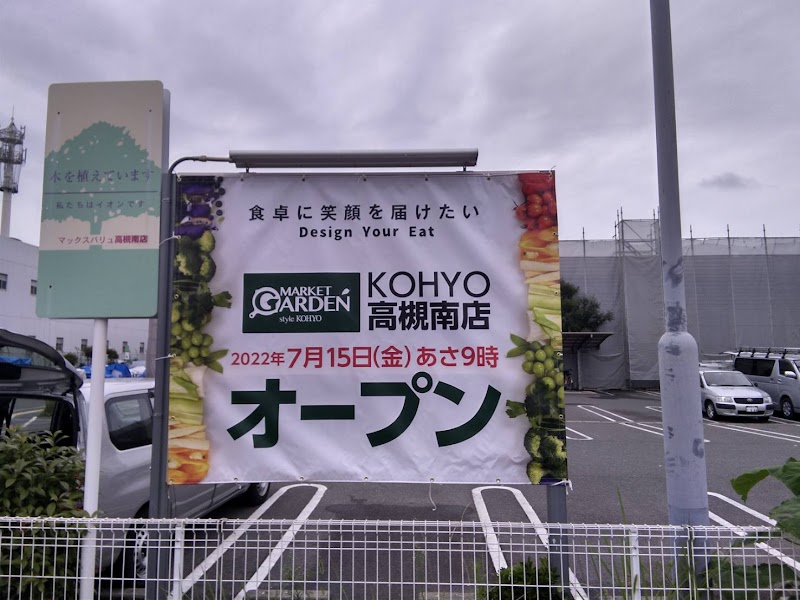 木を植えています
私たちはイオンです
マックスバリュ高槻南店
食卓に笑顔を届けたい
Design Your Eat
MARKET
GARDEN
style KOHYO
KOHYO
高槻南店
2022年7月15日(金)あさ9時
オープン